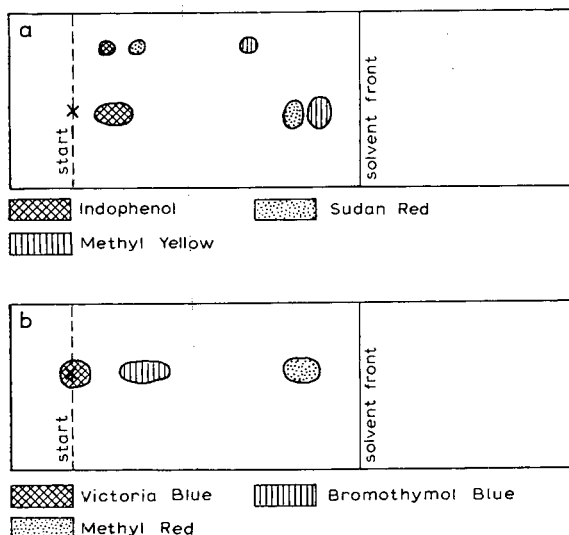 a
start
solvent front
Indophenol
Sudan Red
Methyl Yellow
b
start
solvent front
Victoria Blue
Bromothymol Blue
Methyl Red